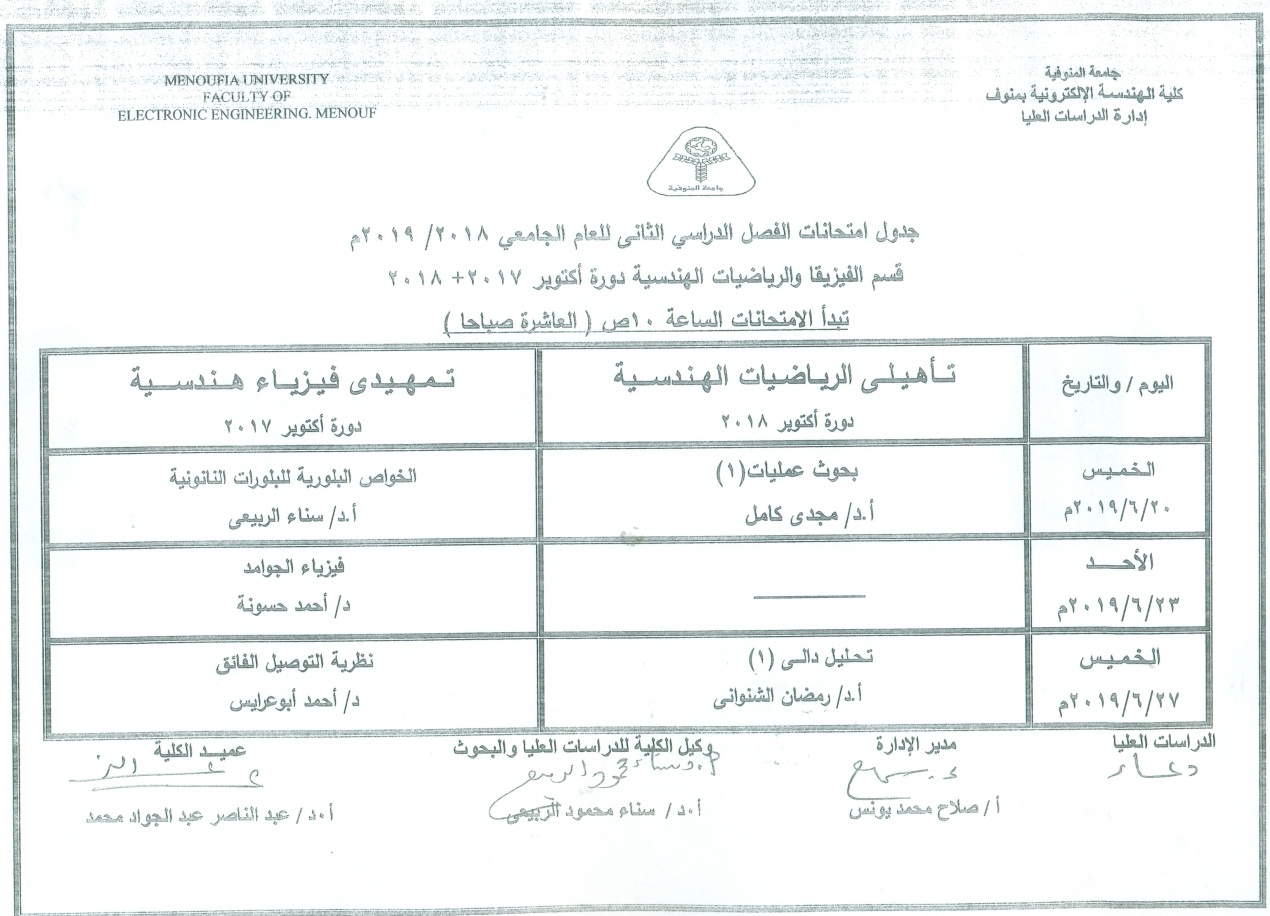 جامعة المنوفية
كلية الهندسة الإلكترونية بمنوف
إدارة الدراسات العليا
MENOUFIA UNIVERSITY
FACULTY OF
ELECTRONIC ENGINEERING. MENOUF
جامعة المنوفية
جدول امتحانات الفصل الدراسي الثانى للعام الجامعي ٢٠١٨/ ٢٠١٩م
قسم الفيزيقا والرياضيات الهندسية دورة أكتوبر ٢٠١٧+ ٢٠١٨
تبدأ الامتحانات الساعة ١٠ص ( العاشرة صباحا )
اليوم / والتاريخ
تأهيلى الرياضيات الهندسية
دورة أكتوبر ٢٠١٨
تمهيدى فيزياء هندسية
دورة أكتوبر ٢٠١٧
الخميس
٢٠١٩/٦/٢٠م
بحوث عمليات(١)
أ.د/ مجدى كامل
الخواص البلورية للبلورات النانونية
أ.د/ سناء الربيعى
الأحد
٢٠١٩/٦/٢٣م
فيزياء الجوامد
د/ أحمد حسونة
الخميس
٢٠١٩/٦/٢٧م
تحليل دالى (١)
أ.د/ رمضان الشنوانى
نظرية التوصيل الفائق
د/ أحمد أبوعرايس
الدراسات العليا
مدير الإدارة
وكيل الكلية للدراسات العليا والبحوث
عميد الكلية
دعاء
أ/ صلاح محمد يونس
أ.د/ سناء محمود الربيعى
أ.د/ عبد الناصر عبد الجواد محمد